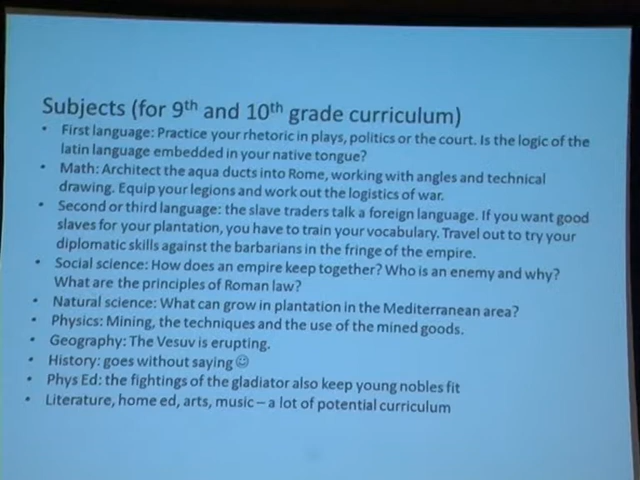 Subjects (for 9th and 10th grade curriculum)
• First language: Practice your rhetoric in plays, politics or the court. Is the logic of the
latin language embedded in your native tongue?
• Math: Architect the aqua ducts into Rome, working with angles and technical
drawing. Equip your legions and work out the logistics of war.
• Second or third language: the slave traders talk a foreign language. If you want good
slaves for your plantation, you have to train your vocabulary. Travel out to try your
diplomatic skills against the barbarians in the fringe of the empire.
• Social science: How does an empire keep together? Who is an enemy and why?
What are the principles of Roman law?
• Natural science: What can grow in plantation in the Mediterranean area?
• Physics: Mining, the techniques and the use of the mined goods.
• Geography: The Vesuv is erupting.
• History: goes without saying☺
• Phys Ed: the fightings of the gladiator also keep young nobles fit
• Literature, home ed, arts, music – a lot of potential curriculum